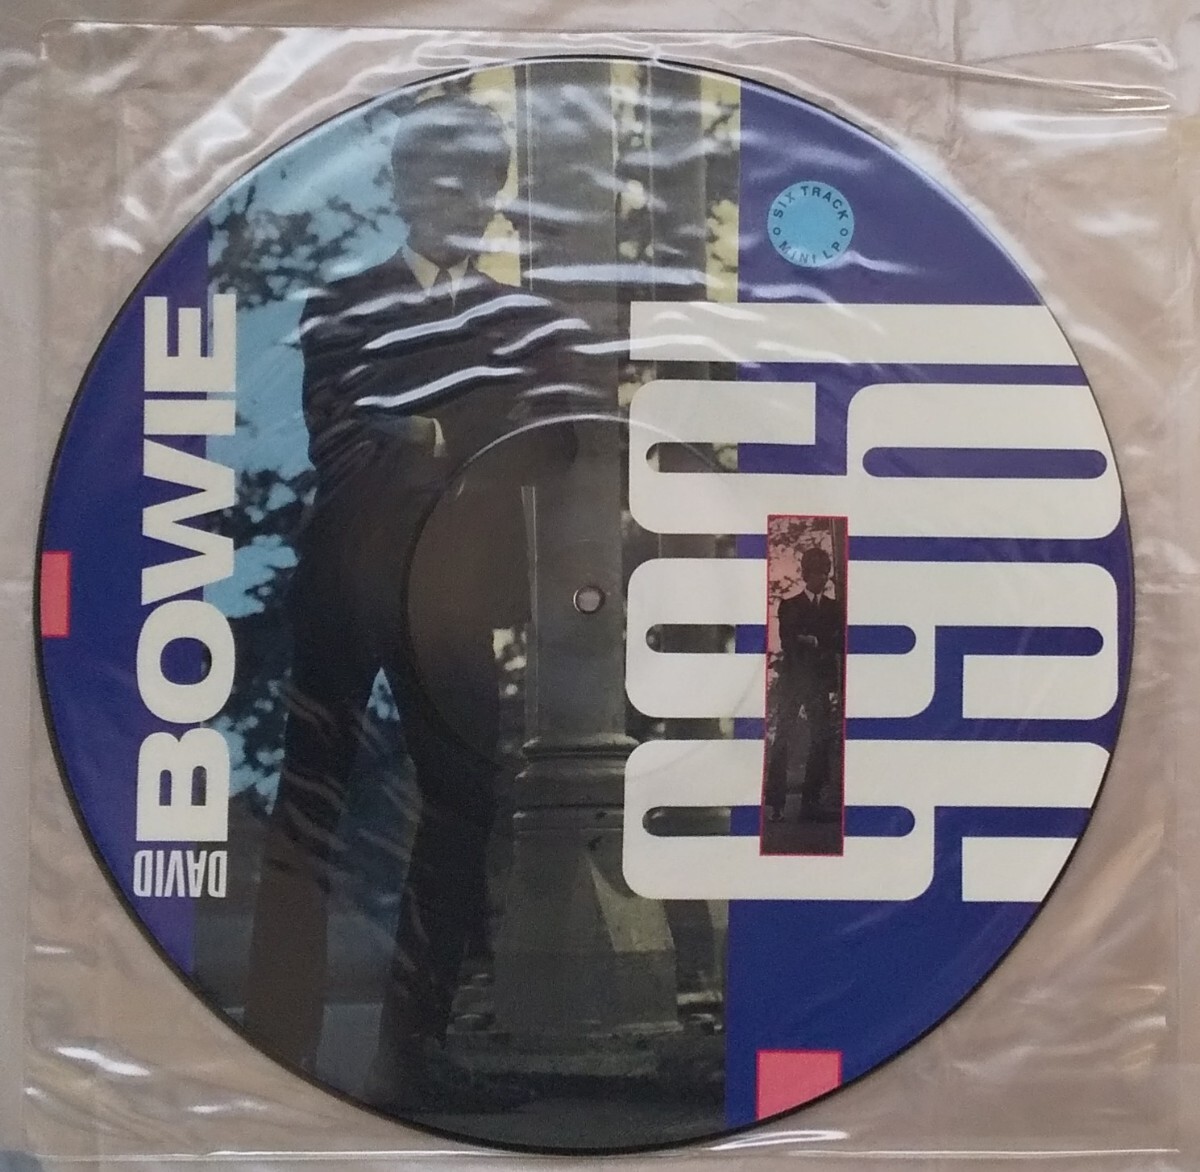 DAVID
BOWIE
1966
SIX TRACK
MINI LP